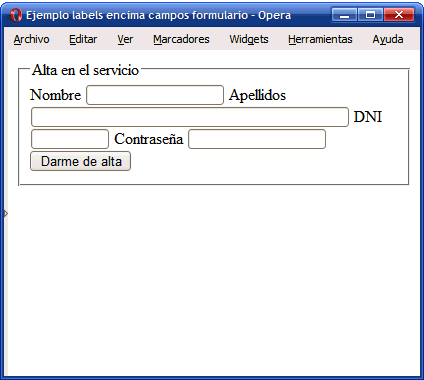 Ejemplo labels encima campos formulario - Opera
Archivo Editar Ver Marcadores Widgets Herramientas Ayuda
Alta en el servicio
Nombre Apellidos
DNI
Contraseña
Darme de alta